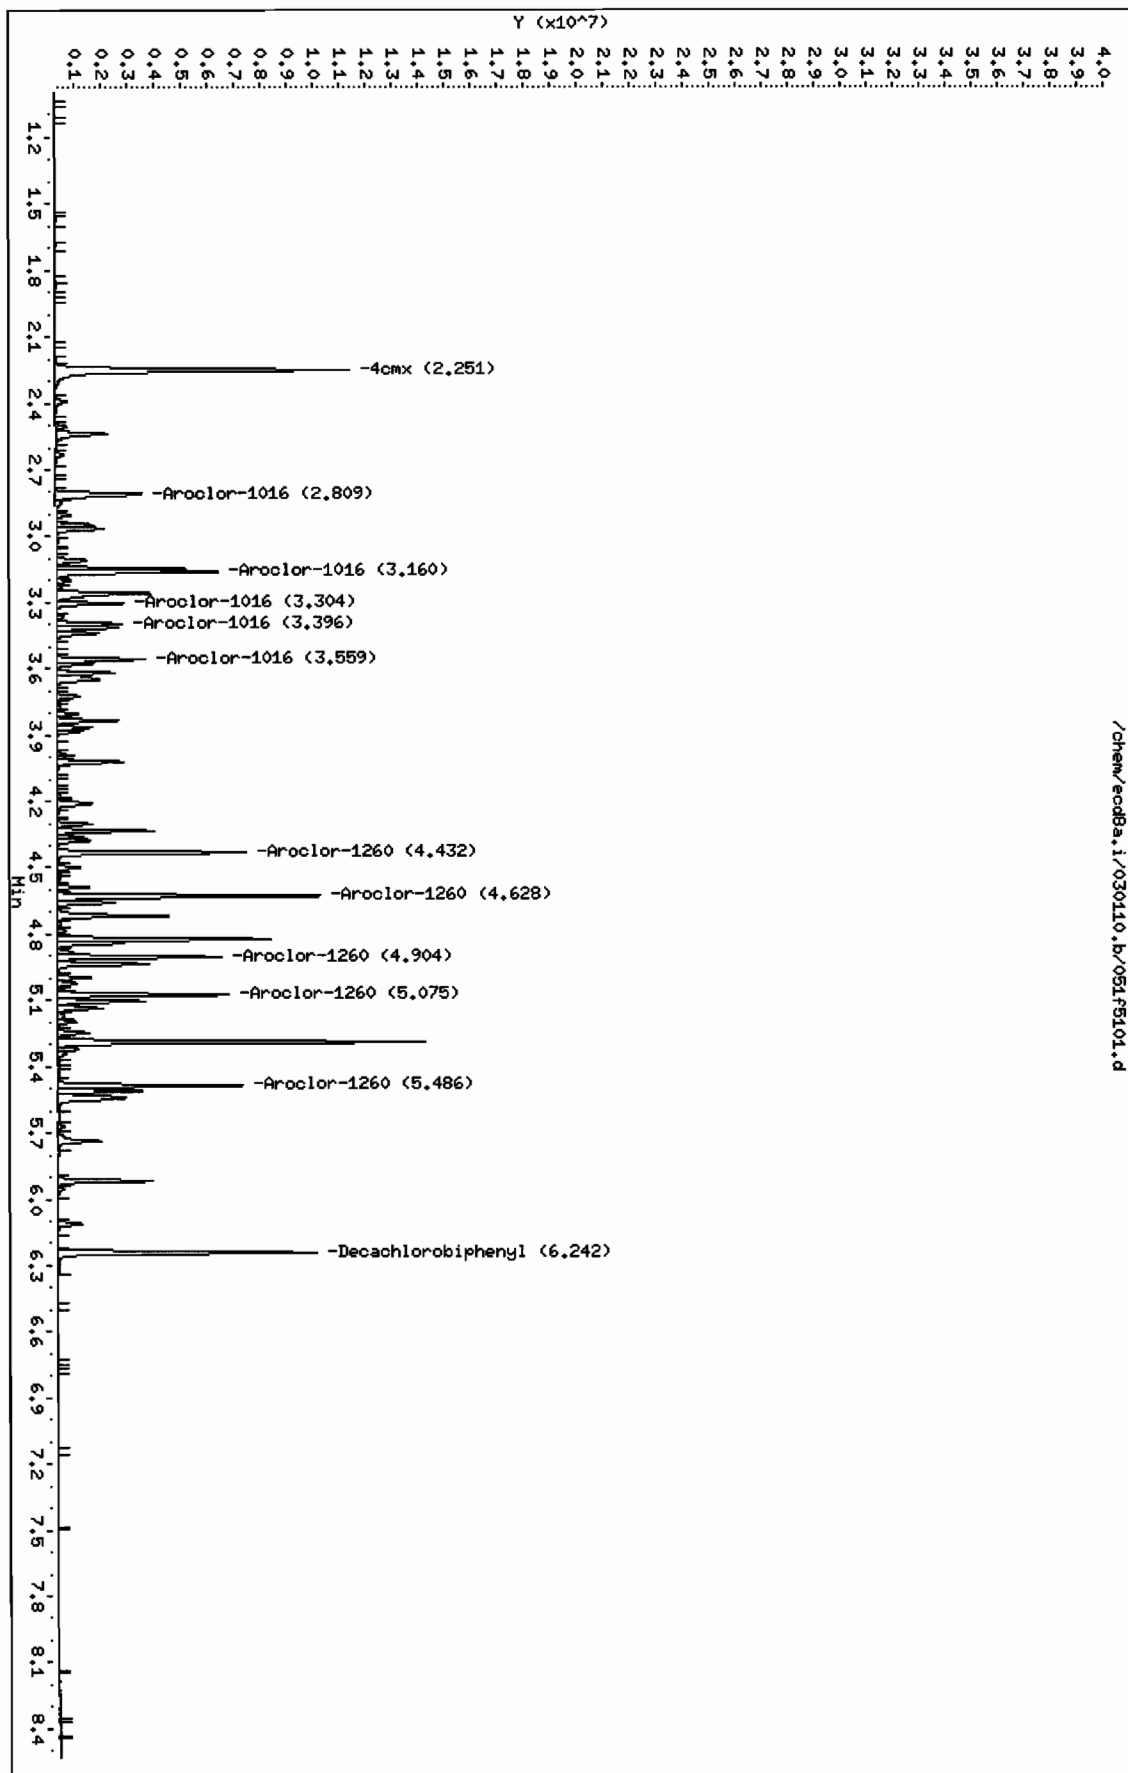 /chem/ecd8a.i/030110.b/051f5101.d
Y (x10^7)
4.0
3.9
3.8
3.7
3.6
3.5
3.4
3.3
3.2
3.1
3.0
2.9
2.8
2.7
2.6
2.5
2.4
2.3
2.2
2.1
2.0
1.9
1.8
1.7
1.6
1.5
1.4
1.3
1.2
1.1
1.0
0.9
0.8
0.7
0.6
0.5
0.4
0.3
0.2
0.1
-4cmx (2.251)
-Aroclor-1016 (2.809)
-Aroclor-1016 (3.160)
-Aroclor-1016 (3.304)
-Aroclor-1016 (3.396)
-Aroclor-1016 (3.559)
-Aroclor-1260 (4.432)
-Aroclor-1260 (4.628)
-Aroclor-1260 (4.904)
-Aroclor-1260 (5.075)
-Aroclor-1260 (5.486)
-Decachlorobiphenyl (6.242)
1.2 1.5 1.8 2.1 2.4 2.7 3.0 3.3 3.6 3.9 4.2 4.5 4.8 5.1 5.4 5.7 6.0 6.3 6.6 6.9 7.2 7.5 7.8 8.1 8.4
Min